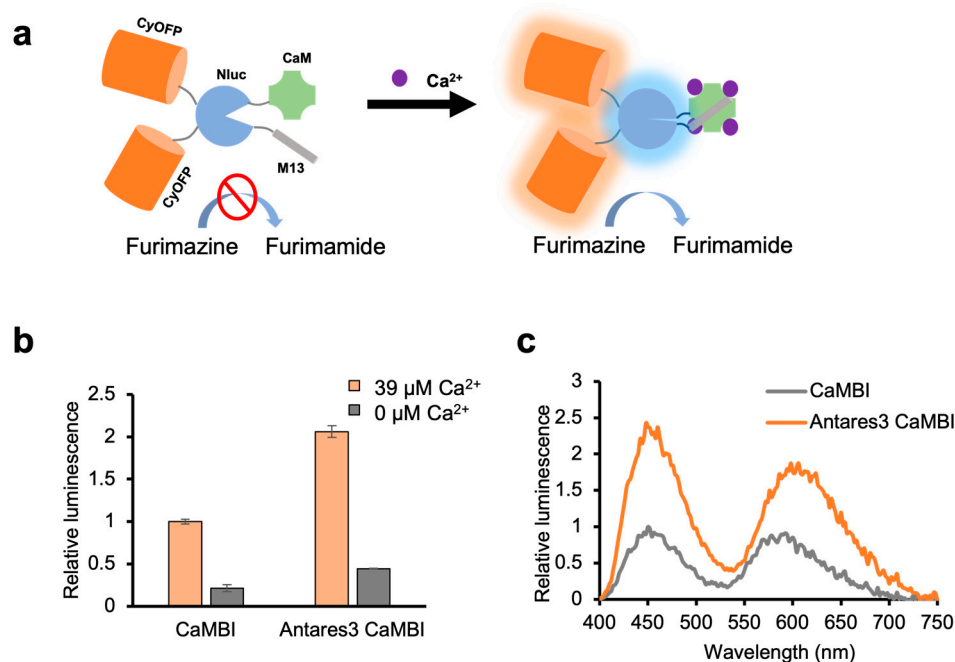 a
CyOFP
Nluc
CaM
Ca²⁺
CyOFP
M13
Furimazine
Furimamide
Furimazine
Furimamide
b
Relative luminescence
2.5
2
1.5
1
0.5
0
39 µM Ca²⁺
0 µM Ca²⁺
CaMBI
Antares3 CaMBI
c
Relative luminescence
3
2.5
2
1.5
1
0.5
0
CaMBI
Antares3 CaMBI
400 450 500 550 600 650 700 750
Wavelength (nm)